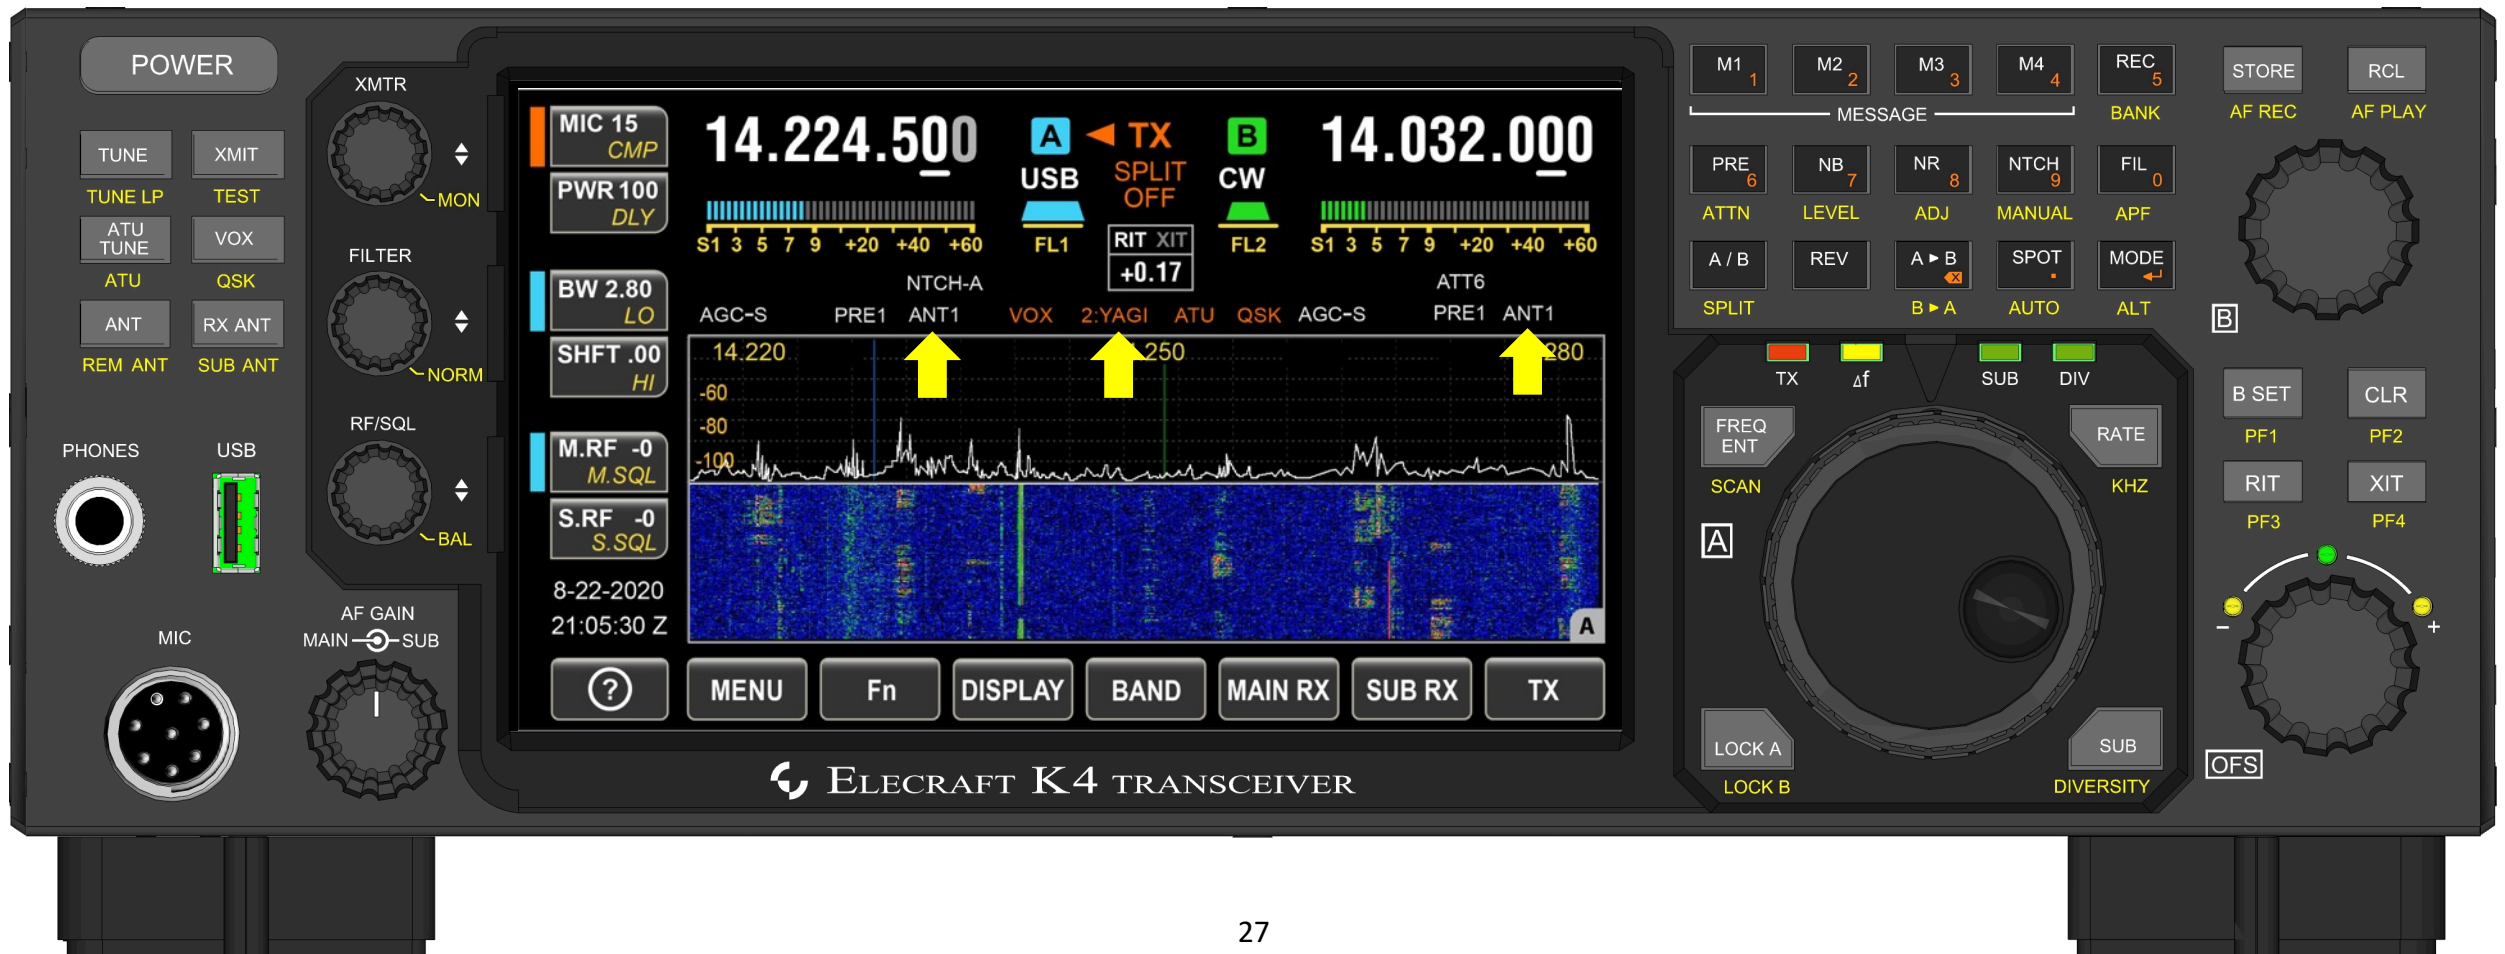 POWER
TUNE
XMIT
TUNE LP
TEST
ATU
TUNE
VOX
ATU
QSK
ANT
RX ANT
REM ANT
SUB ANT
PHONES
USB
MIC
XMTR
MON
FILTER
NORM
RF/SQL
BAL
AF GAIN
MAIN
SUB
MIC 15
CMP
PWR 100
DLY
BW 2.80
LO
SHFT .00
HI
M.RF -0
M.SQL
S.RF -0
S.SQL
8-22-2020
21:05:30 Z
14.224.500
A
TX
B
14.032.000
USB
SPLIT
OFF
CW
S1 3 5 7 9 +20 +40 +60
FL1
RIT XIT
+0.17
FL2
S1 3 5 7 9 +20 +40 +60
NTCH-A
ATT6
AGC-S
PRE1
ANT1
VOX
2:YAGI
ATU
QSK
AGC-S
PRE1
ANT1
14.220
.250
280
-60
-80
-100
A
?
MENU
Fn
DISPLAY
BAND
MAIN RX
SUB RX
TX
ELECRAFT K4 TRANSCEIVER
M1 1
M2 2
M3 3
M4 4
REC 5
MESSAGE
BANK
PRE 6
NB 7
NR 8
NTCH 9
FIL 0
ATTN
LEVEL
ADJ
MANUAL
APF
A / B
REV
A ▸ B
SPOT
MODE
SPLIT
B ▸ A
AUTO
ALT
STORE
RCL
AF REC
AF PLAY
B
TX
Δf
SUB
DIV
FREQ
ENT
RATE
SCAN
KHZ
A
LOCK A
SUB
LOCK B
DIVERSITY
B SET
CLR
PF1
PF2
RIT
XIT
PF3
PF4
−
+
OFS
27